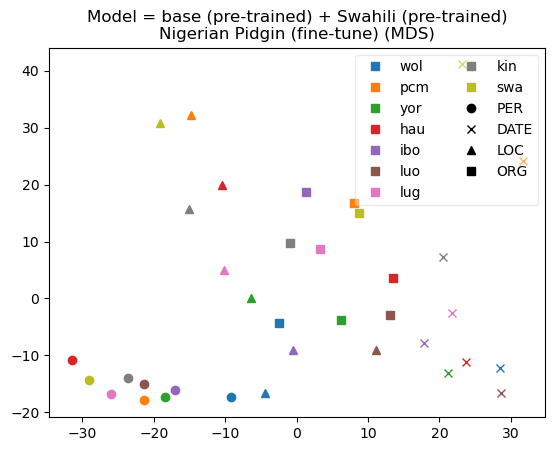 Model = base (pre-trained) + Swahili (pre-trained)
Nigerian Pidgin (fine-tune) (MDS)
40
30
20
10
0
−10
−20
wol kin
pcm swa
yor PER
hau DATE
ibo LOC
luo ORG
lug
−30 −20 −10 0 10 20 30